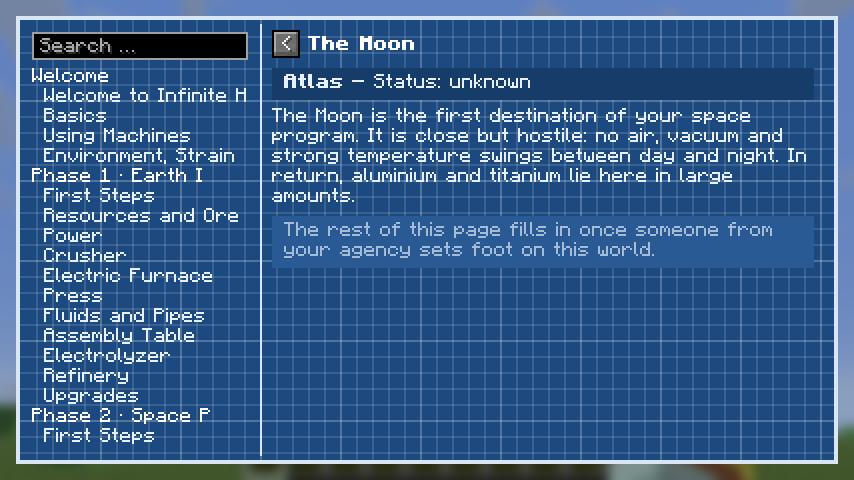 Search ...
Welcome
Welcome to Infinite H
Basics
Using Machines
Environment, Strain
Phase 1 · Earth I
First Steps
Resources and Ore
Power
Crusher
Electric Furnace
Press
Fluids and Pipes
Assembly Table
Electrolyzer
Refinery
Upgrades
Phase 2 · Space P
First Steps
The Moon
Atlas — Status: unknown
The Moon is the first destination of your space
program. It is close but hostile: no air, vacuum and
strong temperature swings between day and night. In
return, aluminium and titanium lie here in large
amounts.
The rest of this page fills in once someone from
your agency sets foot on this world.